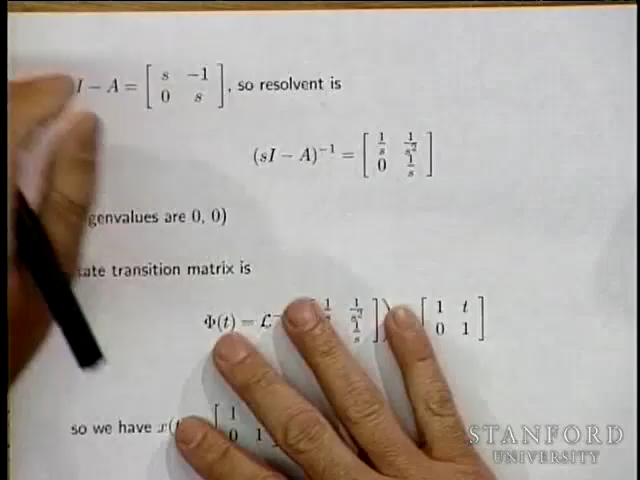 I − A = [ s −1 ; 0 s ], so resolvent is
(sI − A)⁻¹ = [ 1/s 1/s² ; 0 1/s ]
genvalues are 0, 0)
ate transition matrix is
Φ(t) = ℒ 1/s 1/s² ; 1/s ] ) [ 1 t ; 0 1 ]
so we have x( [ 1 ; 0 1
STANFORD
UNIVERSITY